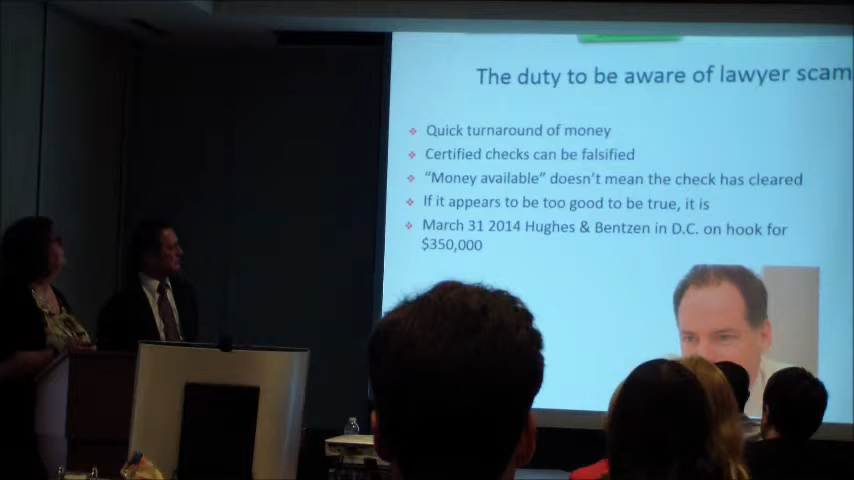 The duty to be aware of lawyer scam
Quick turnaround of money
Certified checks can be falsified
“Money available” doesn’t mean the check has cleared
If it appears to be too good to be true, it is
March 31 2014 Hughes & Bentzen in D.C. on hook for
$350,000